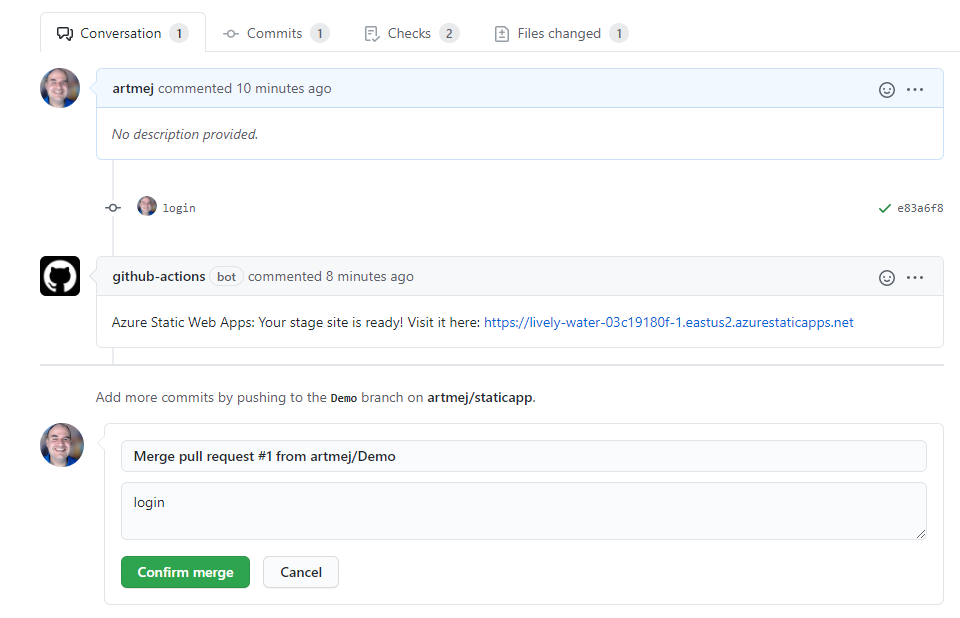 Conversation 1 Commits 1 Checks 2 Files changed 1
artmej commented 10 minutes ago
No description provided.
login e83a6f8
github-actions bot commented 8 minutes ago
Azure Static Web Apps: Your stage site is ready! Visit it here: https://lively-water-03c19180f-1.eastus2.azurestaticapps.net
Add more commits by pushing to the Demo branch on artmej/staticapp.
Merge pull request #1 from artmej/Demo
login
Confirm merge Cancel